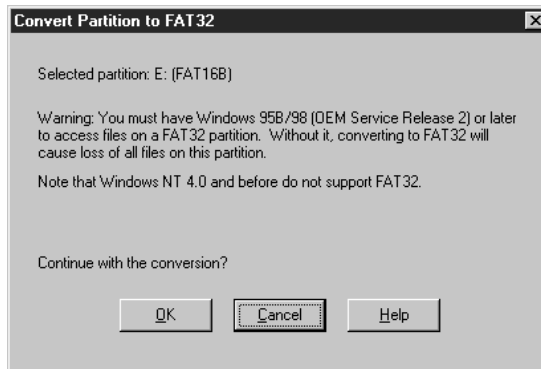 Convert Partition to FAT32
Selected partition: E: (FAT16B)
Warning: You must have Windows 95B/98 (OEM Service Release 2) or later
to access files on a FAT32 partition. Without it, converting to FAT32 will
cause loss of all files on this partition.
Note that Windows NT 4.0 and before do not support FAT32.
Continue with the conversion?
OK Cancel Help